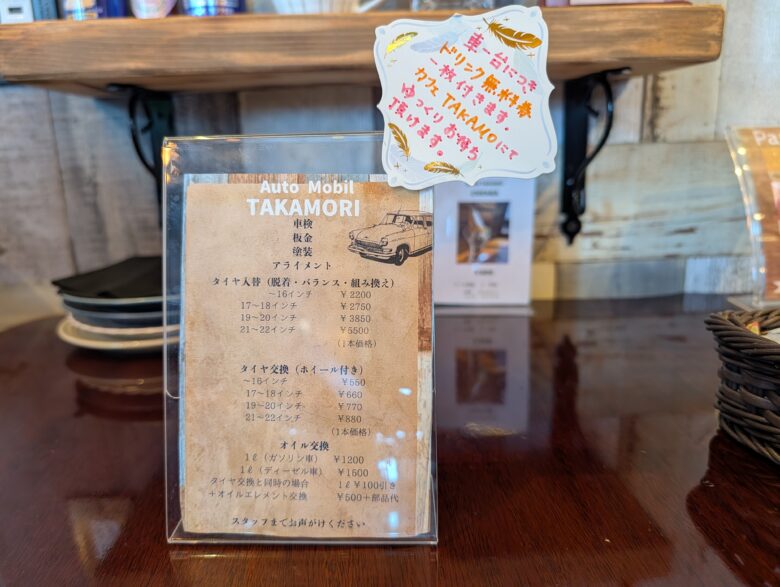 車一台につき
ドリンク無料券
一枚付きます。
カフェTAKAMOにて
ゆっくりお待ち
頂けます。
Auto Mobil
TAKAMORI
車検
板金
塗装
アライメント
タイヤ入替（脱着・バランス・組み換え）
～16インチ ￥2200
17～18インチ ￥2750
19～20インチ ￥3850
21～22インチ ￥5500
（1本価格）
タイヤ交換（ホイール付き）
～16インチ ￥550
17～18インチ ￥660
19～20インチ ￥770
21～22インチ ￥880
（1本価格）
オイル交換
1ℓ（ガソリン車） ￥1200
1ℓ（ディーゼル車） ￥1500
タイヤ交換と同時の場合 1ℓ￥100引き
＋オイルエレメント交換 ￥500＋部品代
スタッフまでお声がけください
Pa